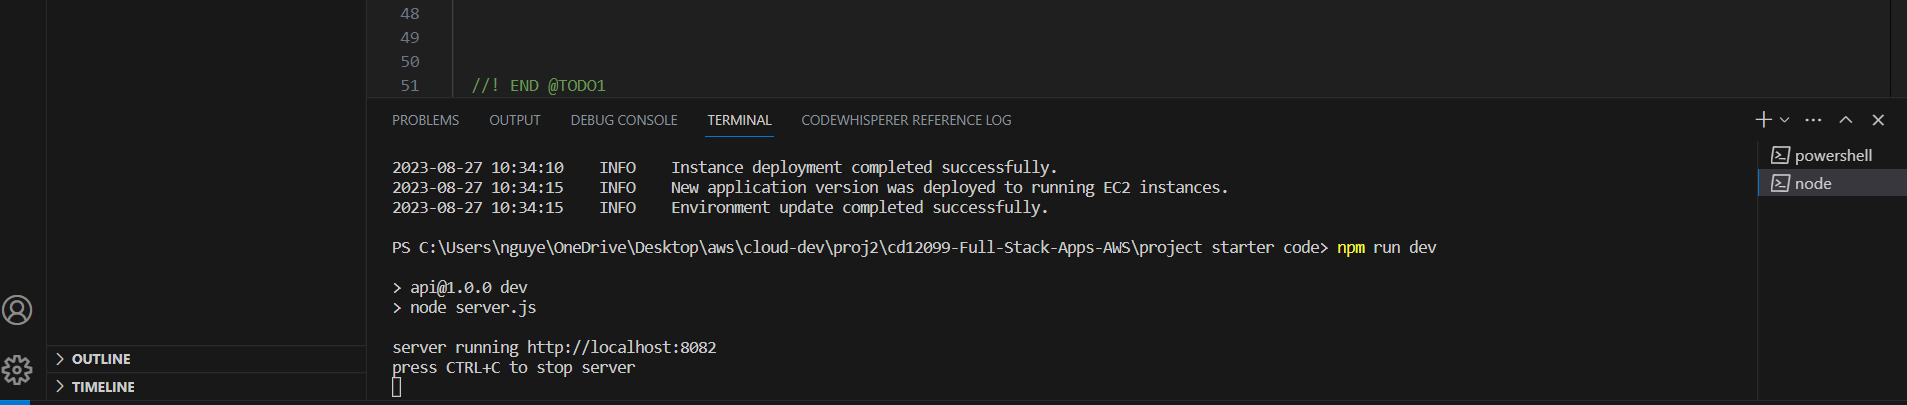 48
49
50
51 //! END @TODO1
PROBLEMS OUTPUT DEBUG CONSOLE TERMINAL CODEWHISPERER REFERENCE LOG
2023-08-27 10:34:10 INFO Instance deployment completed successfully.
2023-08-27 10:34:15 INFO New application version was deployed to running EC2 instances.
2023-08-27 10:34:15 INFO Environment update completed successfully.
PS C:\Users\nguye\OneDrive\Desktop\aws\cloud-dev\proj2\cd12099-Full-Stack-Apps-AWS\project starter code> npm run dev
> api@1.0.0 dev
> node server.js
server running http://localhost:8082
press CTRL+C to stop server
powershell
node
OUTLINE
TIMELINE